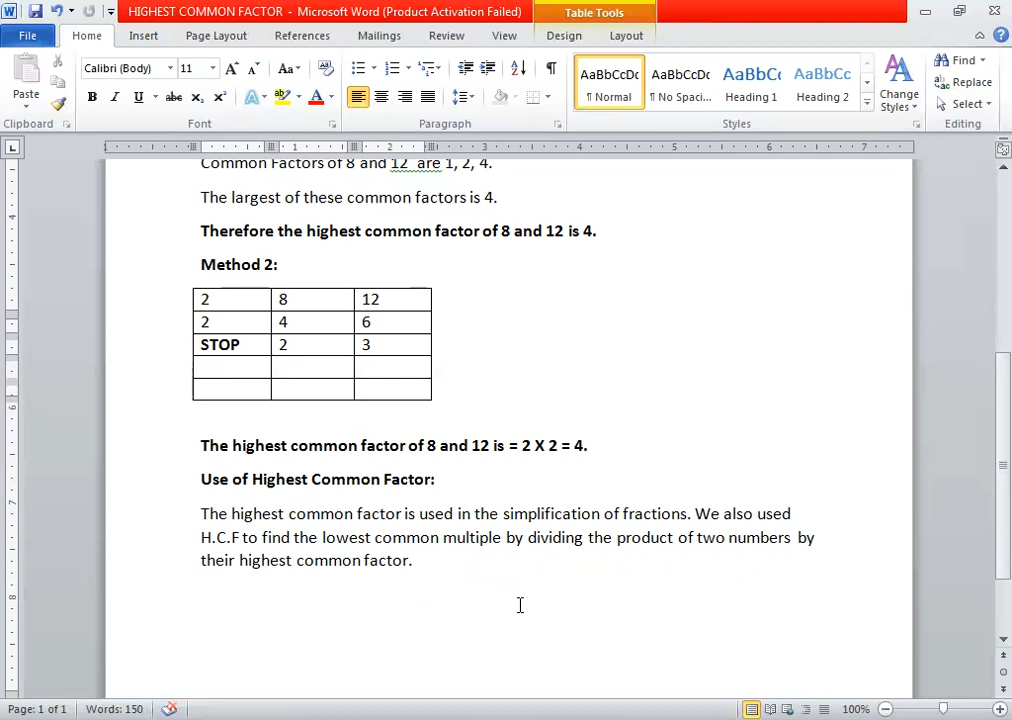 HIGHEST COMMON FACTOR - Microsoft Word (Product Activation Failed)
Table Tools
File Home Insert Page Layout References Mailings Review View Design Layout
Calibri (Body) 11
Paste
AaBbCcDc AaBbCcDc AaBbCc AaBbCc
¶ Normal ¶ No Spaci... Heading 1 Heading 2
Change Styles
Find
Replace
Select
Clipboard Font Paragraph Styles Editing
Common Factors of 8 and 12 are 1, 2, 4.
The largest of these common factors is 4.
Therefore the highest common factor of 8 and 12 is 4.
Method 2:
2 8 12
2 4 6
STOP 2 3
The highest common factor of 8 and 12 is = 2 X 2 = 4.
Use of Highest Common Factor:
The highest common factor is used in the simplification of fractions. We also used
H.C.F to find the lowest common multiple by dividing the product of two numbers by
their highest common factor.
Page: 1 of 1 Words: 150 100%